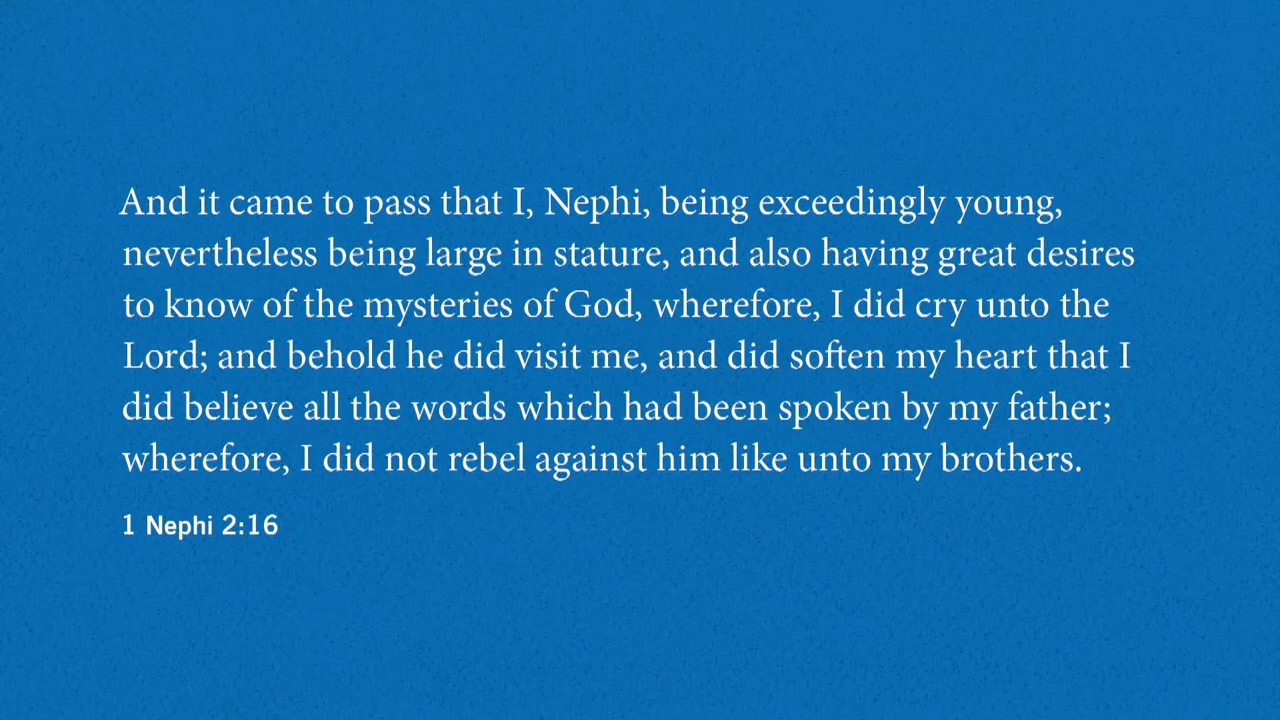 And it came to pass that I, Nephi, being exceedingly young,
nevertheless being large in stature, and also having great desires
to know of the mysteries of God, wherefore, I did cry unto the
Lord; and behold he did visit me, and did soften my heart that I
did believe all the words which had been spoken by my father;
wherefore, I did not rebel against him like unto my brothers.
1 Nephi 2:16